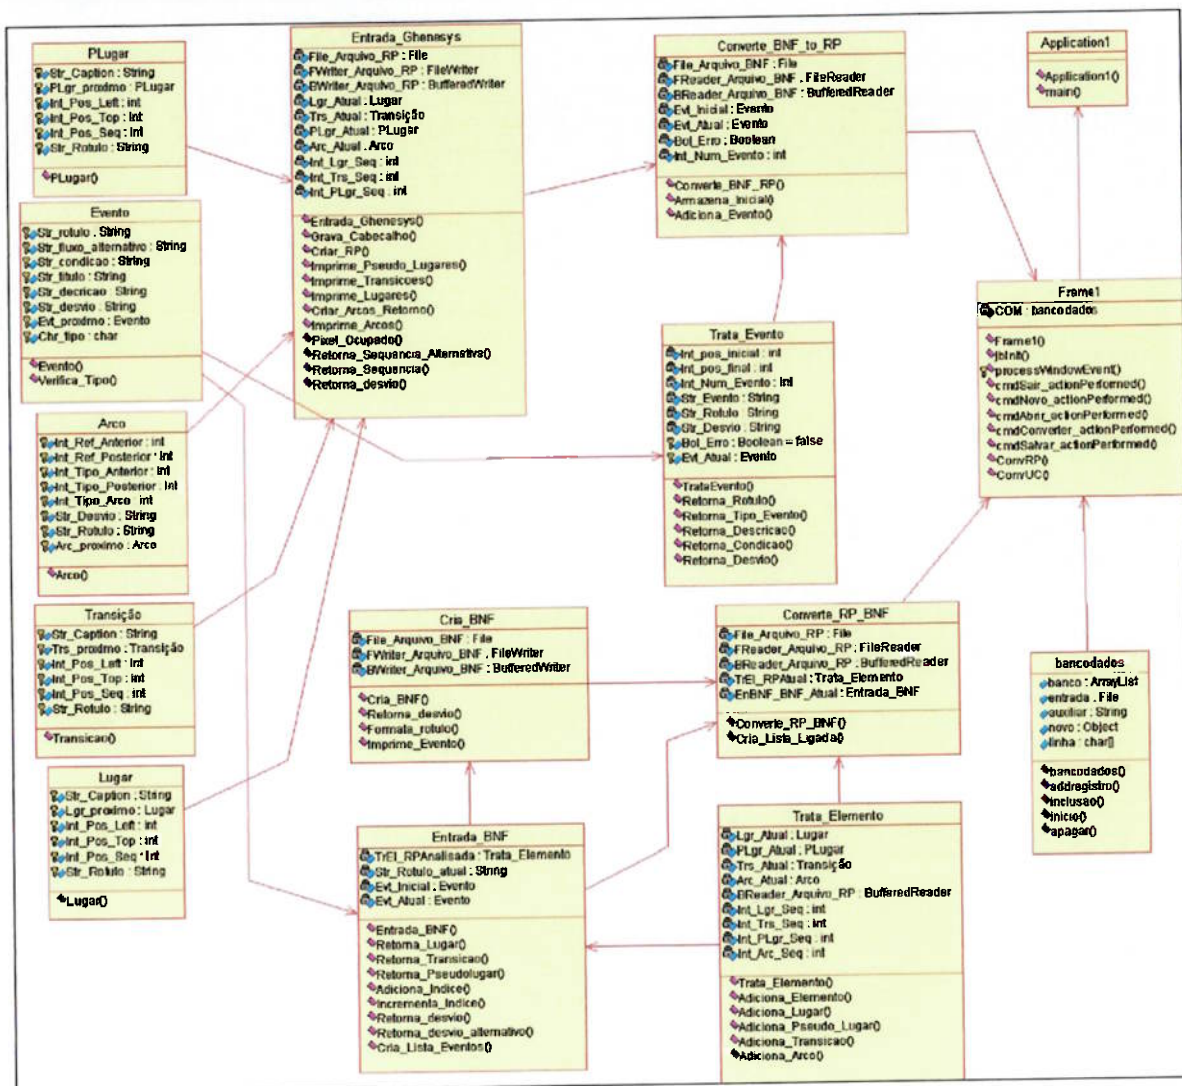 PLugar
Str_Caption : String
PLgr_proximo : PLugar
Int_Pos_Left : int
Int_Pos_Top : int
Int_Pos_Seq : int
Str_Rotulo : String
PLugar()
Evento
Str_rotulo : String
Str_fluxo_alternativo : String
Str_condicao : String
Str_titulo : String
Str_decricao : String
Str_desvio : String
Evt_proximo : Evento
Chr_tipo : char
Evento()
Verifica_Tipo()
Arco
Int_Ref_Anterior : int
Int_Ref_Posterior : int
Int_Tipo_Anterior : int
Int_Tipo_Posterior : int
Int_Tipo_Arco : int
Str_Desvio : String
Str_Rotulo : String
Arc_proximo : Arco
Arco()
Transição
Str_Caption : String
Trs_proximo : Transição
Int_Pos_Left : int
Int_Pos_Top : int
Int_Pos_Seq : int
Str_Rotulo : String
Transicao()
Lugar
Str_Caption : String
Lgr_proximo : Lugar
Int_Pos_Left : int
Int_Pos_Top : int
Int_Pos_Seq : int
Str_Rotulo : String
Lugar()
Entrada_Ghenesys
File_Arquivo_RP : File
FWriter_Arquivo_RP : FileWriter
BWriter_Arquivo_RP : BufferedWriter
Lgr_Atual : Lugar
Trs_Atual : Transição
PLgr_Atual : PLugar
Arc_Atual : Arco
Int_Lgr_Seq : int
Int_Trs_Seq : int
Int_PLgr_Seq : int
Entrada_Ghenesys()
Grava_Cabecalho()
Criar_RP()
Imprime_Pseudo_Lugares()
Imprime_Transicoes()
Imprime_Lugares()
Criar_Arcos_Retorno()
Imprime_Arcos()
Pixel_Ocupado()
Retorna_Sequencia_Alternativa()
Retorna_Sequencia()
Retorna_desvio()
Converte_BNF_to_RP
File_Arquivo_BNF : File
FReader_Arquivo_BNF : FileReader
BReader_Arquivo_BNF : BufferedReader
Evt_Inicial : Evento
Evt_Atual : Evento
Bol_Erro : Boolean
Int_Num_Evento : int
Converte_BNF_RP()
Armazena_Inicial()
Adiciona_Evento()
Application1
Application1()
main()
Trata_Evento
Int_pos_inicial : int
Int_pos_final : int
Int_Num_Evento : int
Str_Evento : String
Str_Rotulo : String
Str_Desvio : String
Bol_Erro : Boolean = false
Evt_Atual : Evento
TrataEvento()
Retorna_Rotulo()
Retorna_Tipo_Evento()
Retorna_Descricao()
Retorna_Condicao()
Retorna_Desvio()
Frame1
COM : bancodados
Frame1()
jbInit()
processWindowEvent()
cmdSair_actionPerformed()
cmdNovo_actionPerformed()
cmdAbrir_actionPerformed()
cmdConverter_actionPerformed()
cmdSalvar_actionPerformed()
ConvRP()
ConvUC()
Cria_BNF
File_Arquivo_BNF : File
FWriter_Arquivo_BNF : FileWriter
BWriter_Arquivo_BNF : BufferedWriter
Cria_BNF()
Retorna_desvio()
Formata_rotulo()
Imprime_Evento()
Converte_RP_BNF
File_Arquivo_RP : File
FReader_Arquivo_RP : FileReader
BReader_Arquivo_RP : BufferedReader
TrEl_RPAtual : Trata_Elemento
EnBNF_BNF_Atual : Entrada_BNF
Converte_RP_BNF()
Cria_Lista_Ligada()
bancodados
banco : ArrayList
entrada : File
auxiliar : String
novo : Object
linha : char[]
bancodados()
addregistro()
inclusao()
inicio()
apagar()
Entrada_BNF
TrEl_RPAnalisada : Trata_Elemento
Str_Rotulo_atual : String
Evt_Inicial : Evento
Evt_Atual : Evento
Entrada_BNF()
Retorna_Lugar()
Retorna_Transicao()
Retorna_Pseudolugar()
Adiciona_Indice()
Incrementa_Indice()
Retorna_desvio()
Retorna_desvio_alternativo()
Cria_Lista_Eventos()
Trata_Elemento
Lgr_Atual : Lugar
PLgr_Atual : PLugar
Trs_Atual : Transição
Arc_Atual : Arco
BReader_Arquivo_RP : BufferedReader
Int_Lgr_Seq : int
Int_Trs_Seq : int
Int_PLgr_Seq : int
Int_Arc_Seq : int
Trata_Elemento()
Adiciona_Elemento()
Adiciona_Lugar()
Adiciona_Pseudo_Lugar()
Adiciona_Transicao()
Adiciona_Arco()